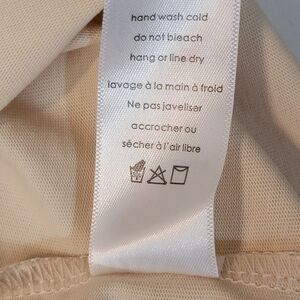 hand wash cold
do not bleach
hang or line dry
lavage à la main à froid
Ne pas javeliser
accrocher ou
sécher à l'air libre